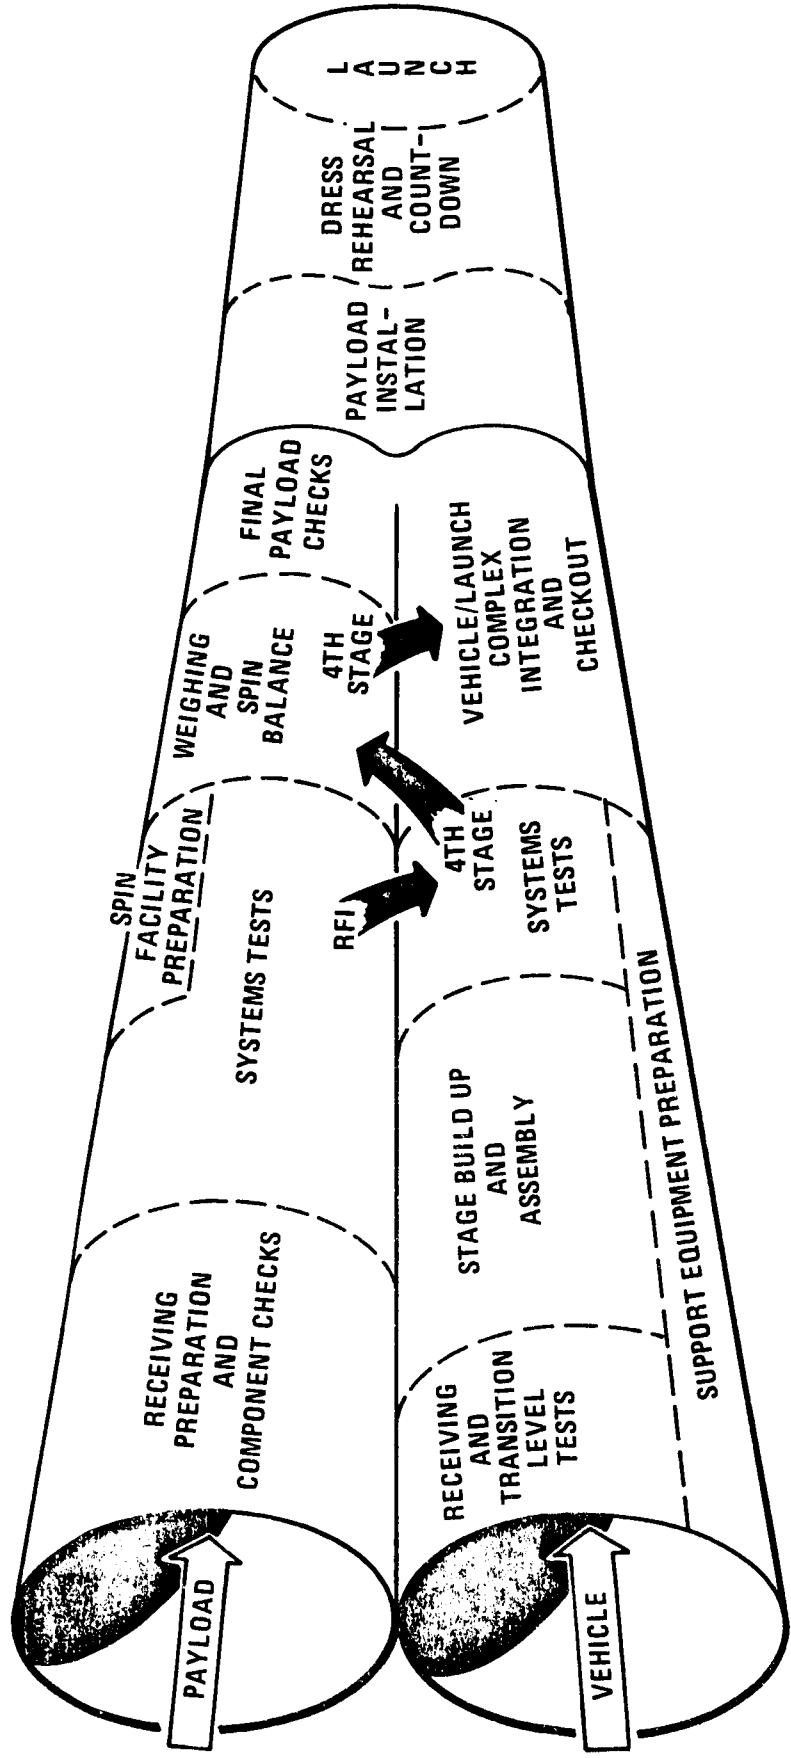 PAYLOAD
RECEIVING
PREPARATION
AND
COMPONENT CHECKS
SYSTEMS TESTS
SPIN
FACILITY
PREPARATION
RFI
WEIGHING
AND
SPIN
BALANCE
4TH
STAGE
FINAL
PAYLOAD
CHECKS
VEHICLE
RECEIVING
AND
TRANSITION
LEVEL
TESTS
STAGE BUILD UP
AND
ASSEMBLY
SYSTEMS
TESTS
4TH
STAGE
SUPPORT EQUIPMENT PREPARATION
VEHICLE/LAUNCH
COMPLEX
INTEGRATION
AND
CHECKOUT
PAYLOAD
INSTAL-
LATION
DRESS
REHEARSAL
AND
COUNT-
DOWN
LAUNCH